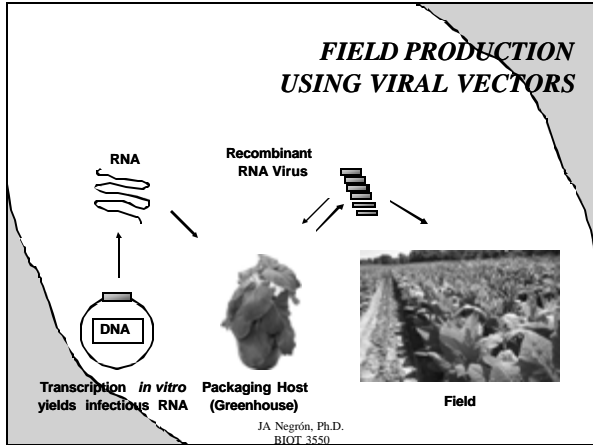 FIELD PRODUCTION
USING VIRAL VECTORS
RNA
Recombinant
RNA Virus
DNA
Transcription in vitro
yields infectious RNA
Packaging Host
(Greenhouse)
Field
JA Negrón, Ph.D.
BIOT 3550